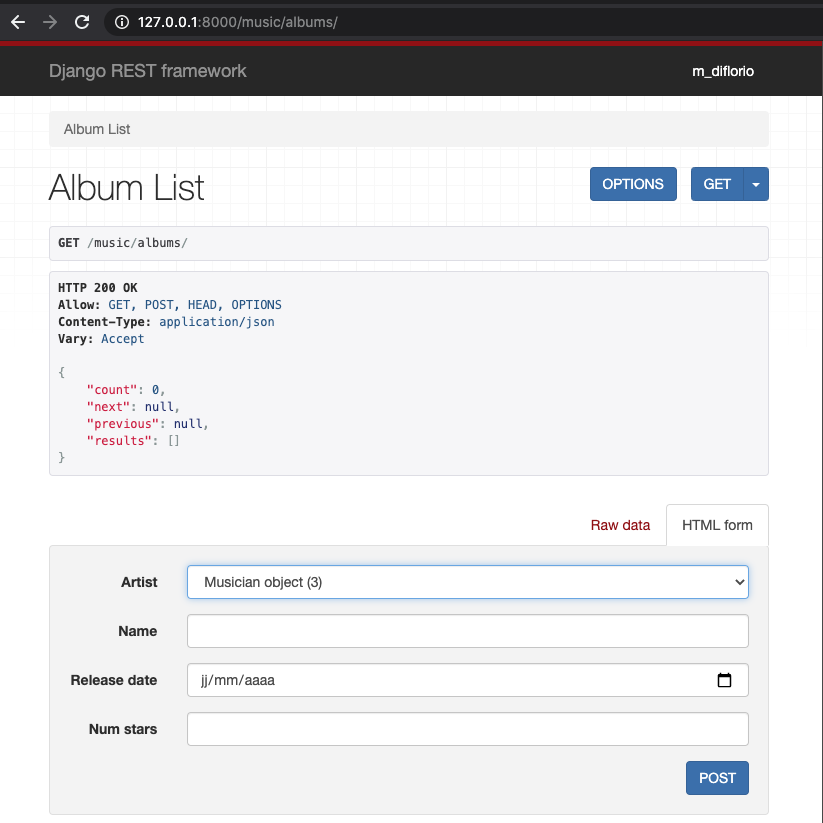 127.0.0.1:8000/music/albums/
Django REST framework
m_diflorio
Album List
Album List
OPTIONS
GET
GET /music/albums/
HTTP 200 OK
Allow: GET, POST, HEAD, OPTIONS
Content-Type: application/json
Vary: Accept
{
"count": 0,
"next": null,
"previous": null,
"results": []
}
Raw data
HTML form
Artist
Musician object (3)
Name
Release date
jj/mm/aaaa
Num stars
POST